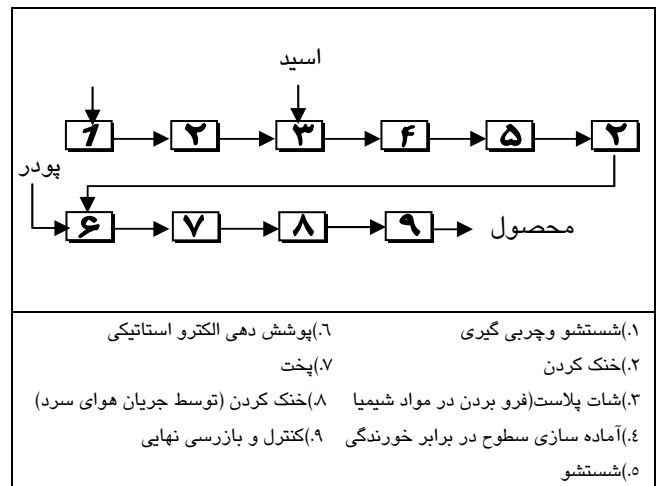 اسید
1 ۲ ۳ ۴ ۵ ۲
پودر
۶ ۷ ۸ ۹ محصول
۱.)شستشو وچربی گیری ۶.)پوشش دهی الکترو استاتیکی
۲.)خنک کردن ۷.)پخت
۳.)شات پلاست(فرو بردن در مواد شیمیا ۸.)خنک کردن (توسط جریان هوای سرد)
٤.)آماده سازی سطوح در برابر خورندگی ۹.)کنترل و بازرسی نهایی
٥.)شستشو